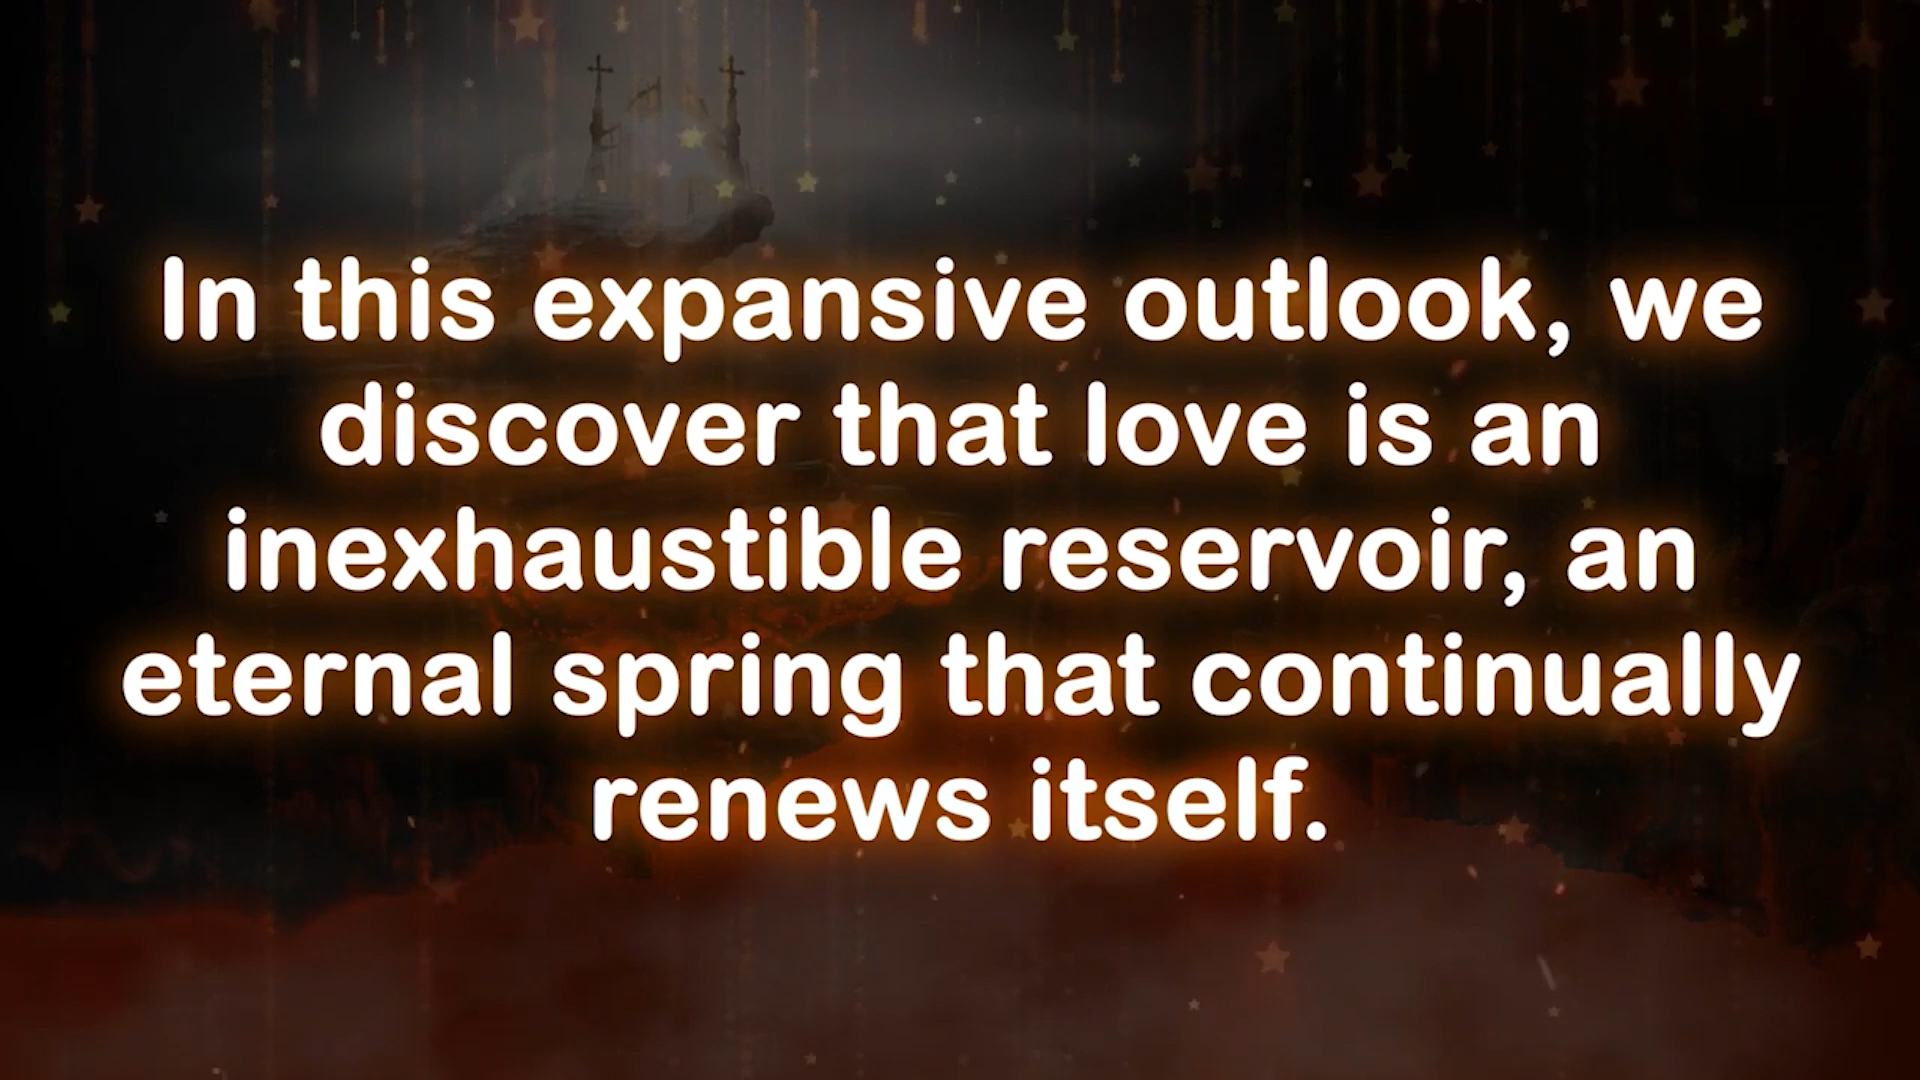 In this expansive outlook, we
discover that love is an
inexhaustible reservoir, an
eternal spring that continually
renews itself.